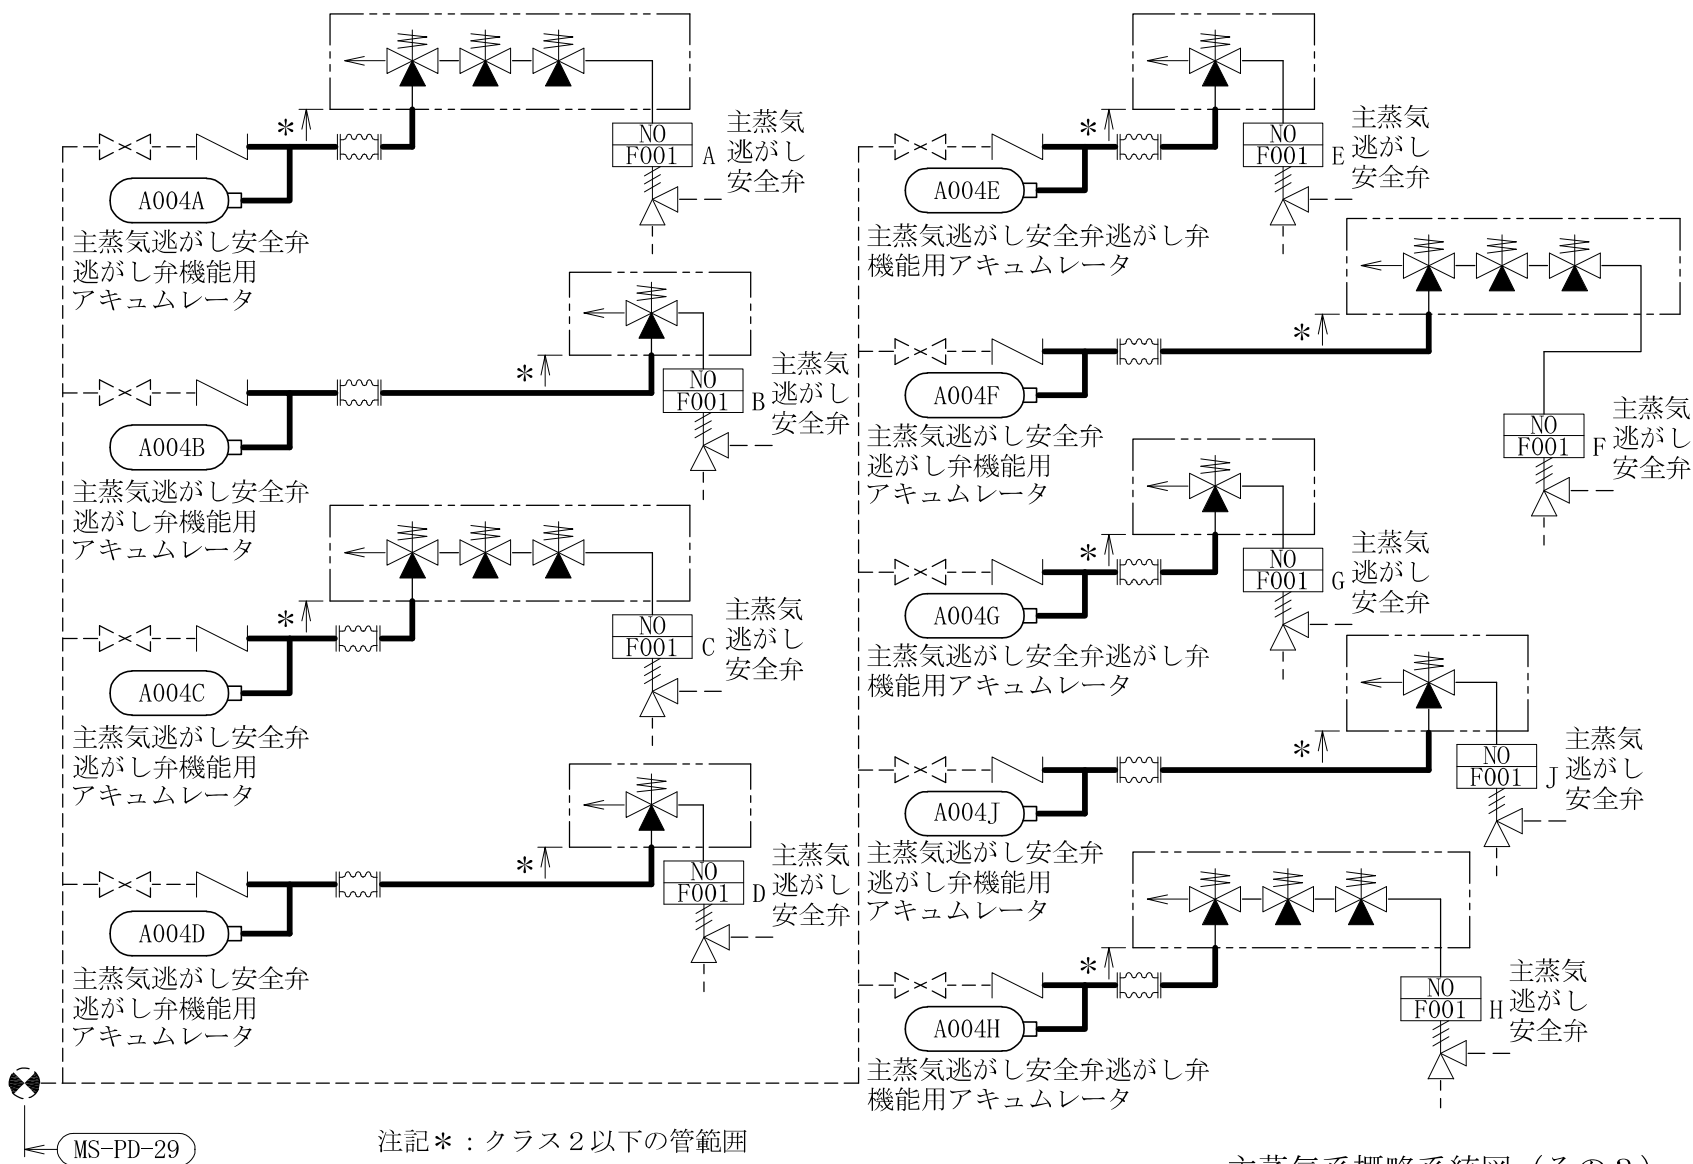 *
NO
F001
A
主蒸気
逃がし
安全弁
A004A
主蒸気逃がし安全弁
逃がし弁機能用
アキュムレータ
*
NO
F001
B
主蒸気
逃がし
安全弁
A004B
主蒸気逃がし安全弁
逃がし弁機能用
アキュムレータ
*
NO
F001
C
主蒸気
逃がし
安全弁
A004C
主蒸気逃がし安全弁
逃がし弁機能用
アキュムレータ
*
NO
F001
D
主蒸気
逃がし
安全弁
A004D
主蒸気逃がし安全弁
逃がし弁機能用
アキュムレータ
*
NO
F001
E
主蒸気
逃がし
安全弁
A004E
主蒸気逃がし安全弁逃がし弁
機能用アキュムレータ
*
NO
F001
F
主蒸気
逃がし
安全弁
A004F
主蒸気逃がし安全弁
逃がし弁機能用
アキュムレータ
*
NO
F001
G
主蒸気
逃がし
安全弁
A004G
主蒸気逃がし安全弁逃がし弁
機能用アキュムレータ
*
NO
F001
J
主蒸気
逃がし
安全弁
A004J
主蒸気逃がし安全弁
逃がし弁機能用
アキュムレータ
*
NO
F001
H
主蒸気
逃がし
安全弁
A004H
主蒸気逃がし安全弁逃がし弁
機能用アキュムレータ
MS-PD-29
注記*:クラス2以下の管範囲